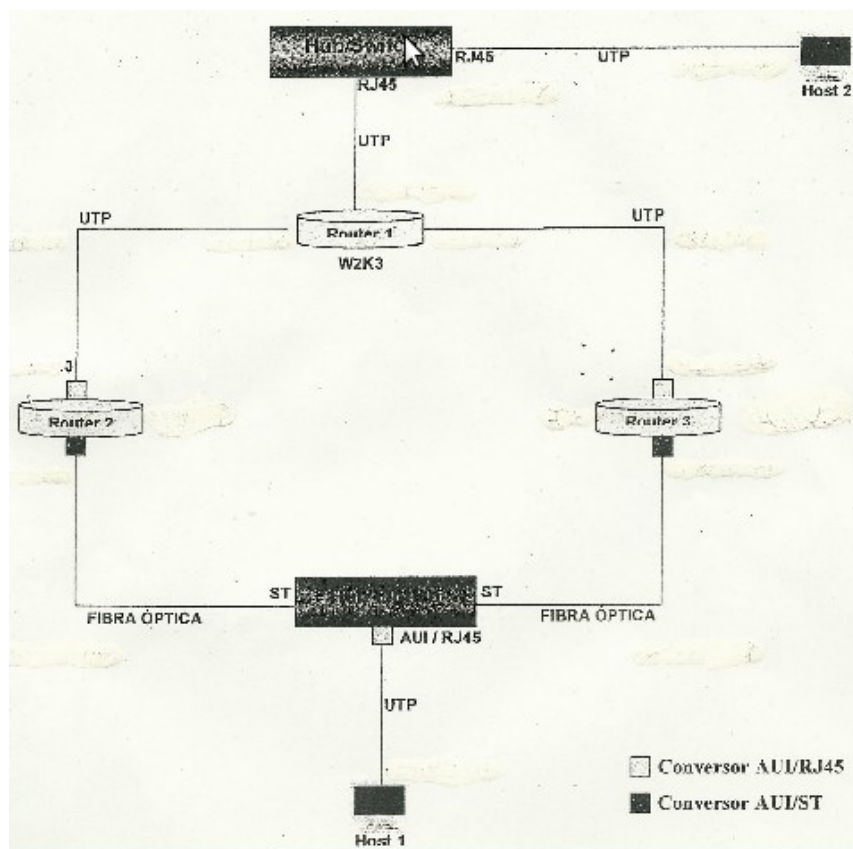 Hub/Switch
RJ45
UTP
Host 2
RJ45
UTP
UTP
Router 1
UTP
W2K3
J
Router 2
Router 3
ST
ST
FIBRA ÓPTICA
FIBRA ÓPTICA
AUI / RJ45
UTP
Conversor AUI/RJ45
Conversor AUI/ST
Host 1